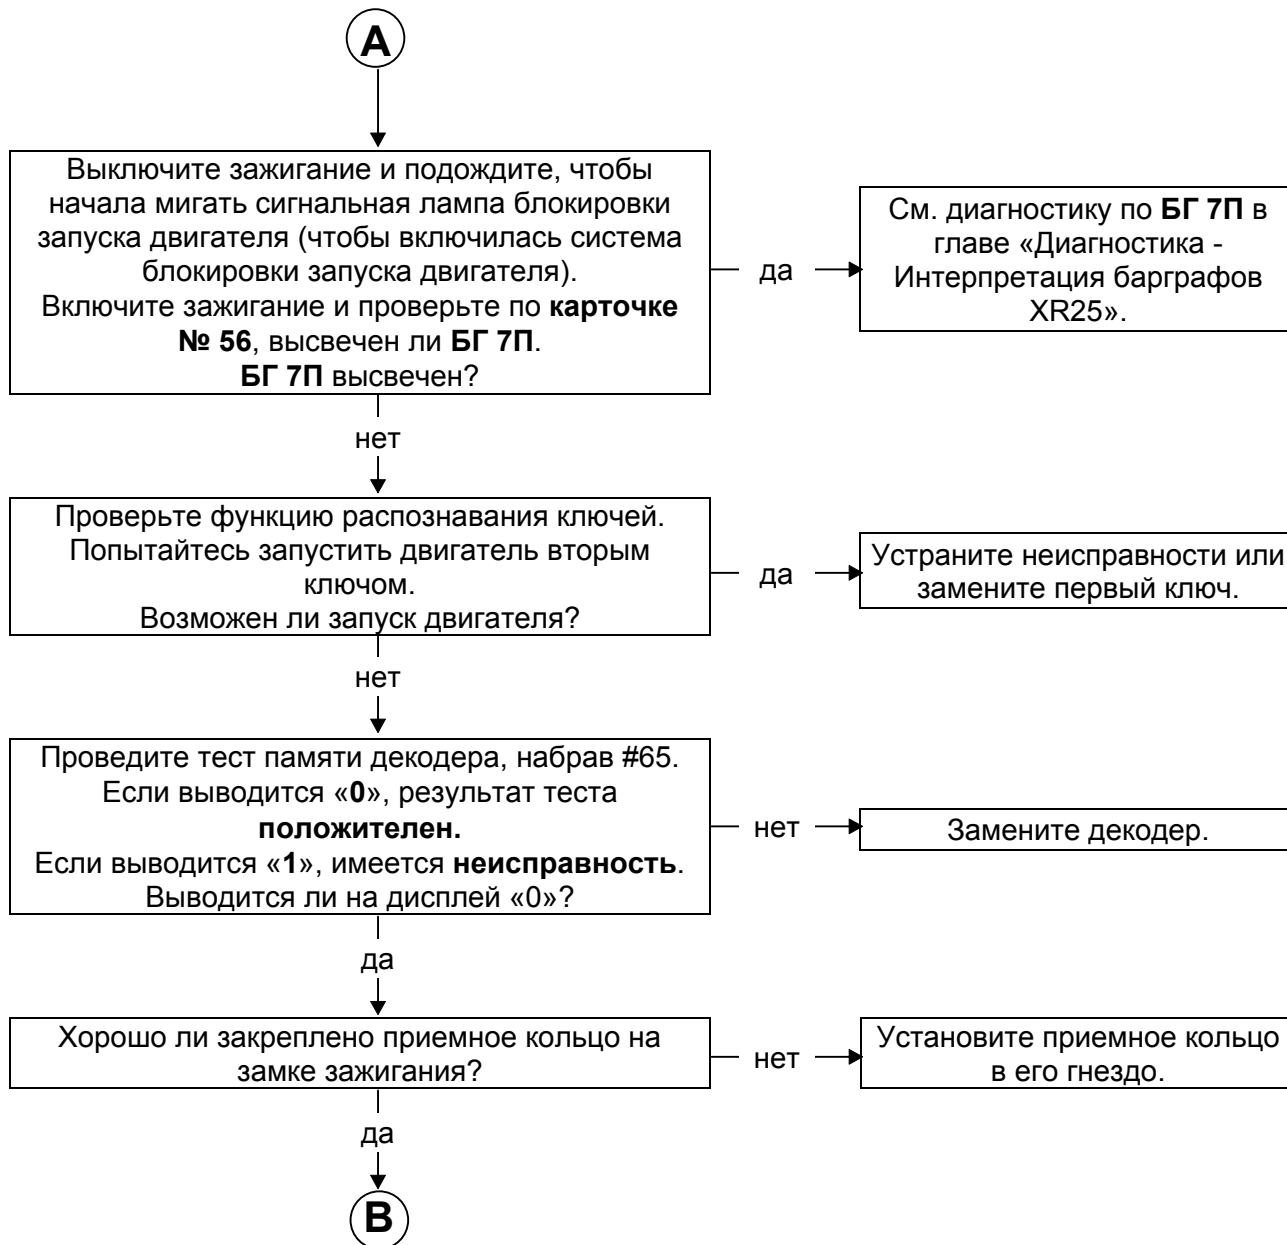 A
Выключите зажигание и подождите, чтобы
начала мигать сигнальная лампа блокировки
запуска двигателя (чтобы включилась система
блокировки запуска двигателя).
Включите зажигание и проверьте по карточке
№ 56, высвечен ли БГ 7П.
БГ 7П высвечен?
да
См. диагностику по БГ 7П в
главе «Диагностика -
Интерпретация барграфов
XR25».
нет
Проверьте функцию распознавания ключей.
Попытайтесь запустить двигатель вторым
ключом.
Возможен ли запуск двигателя?
да
Устраните неисправности или
замените первый ключ.
нет
Проведите тест памяти декодера, набрав #65.
Если выводится «0», результат теста
положителен.
Если выводится «1», имеется неисправность.
Выводится ли на дисплей «0»?
нет
Замените декодер.
да
Хорошо ли закреплено приемное кольцо на
замке зажигания?
нет
Установите приемное кольцо
в его гнездо.
да
B